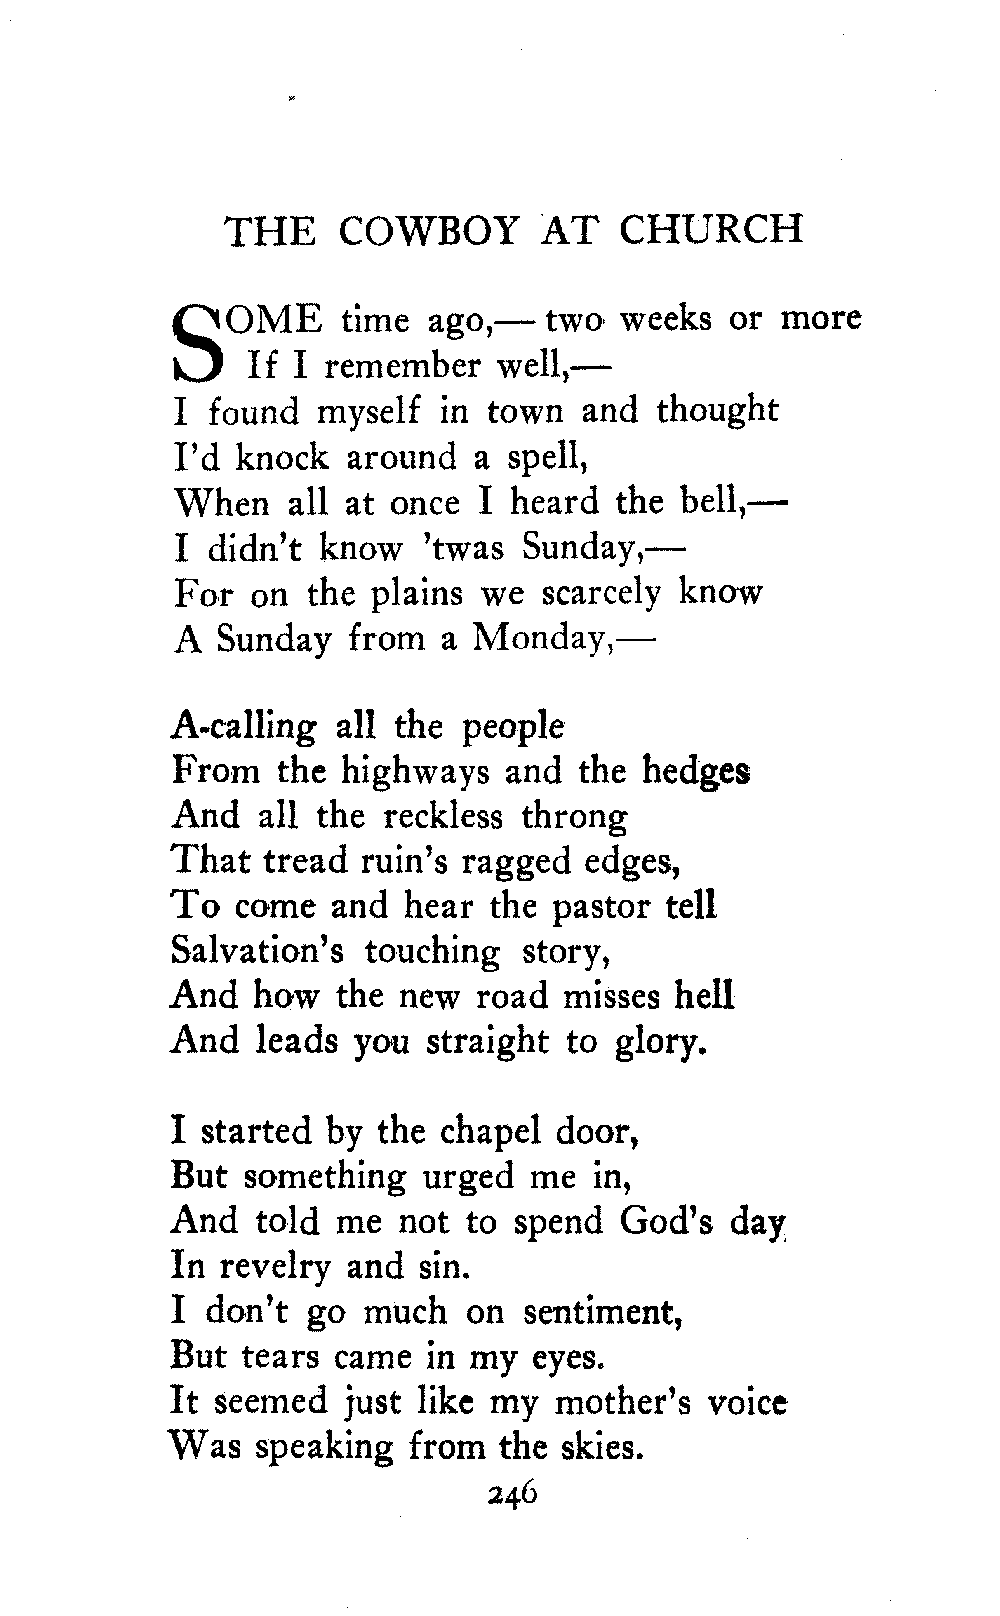 THE COWBOY AT CHURCH
SOME time ago,— two weeks or more
If I remember well,—
I found myself in town and thought
I'd knock around a spell,
When all at once I heard the bell,—
I didn't know 'twas Sunday,—
For on the plains we scarcely know
A Sunday from a Monday,—
A-calling all the people
From the highways and the hedges
And all the reckless throng
That tread ruin's ragged edges,
To come and hear the pastor tell
Salvation's touching story,
And how the new road misses hell
And leads you straight to glory.
I started by the chapel door,
But something urged me in,
And told me not to spend God's day
In revelry and sin.
I don't go much on sentiment,
But tears came in my eyes.
It seemed just like my mother's voice
Was speaking from the skies.
246